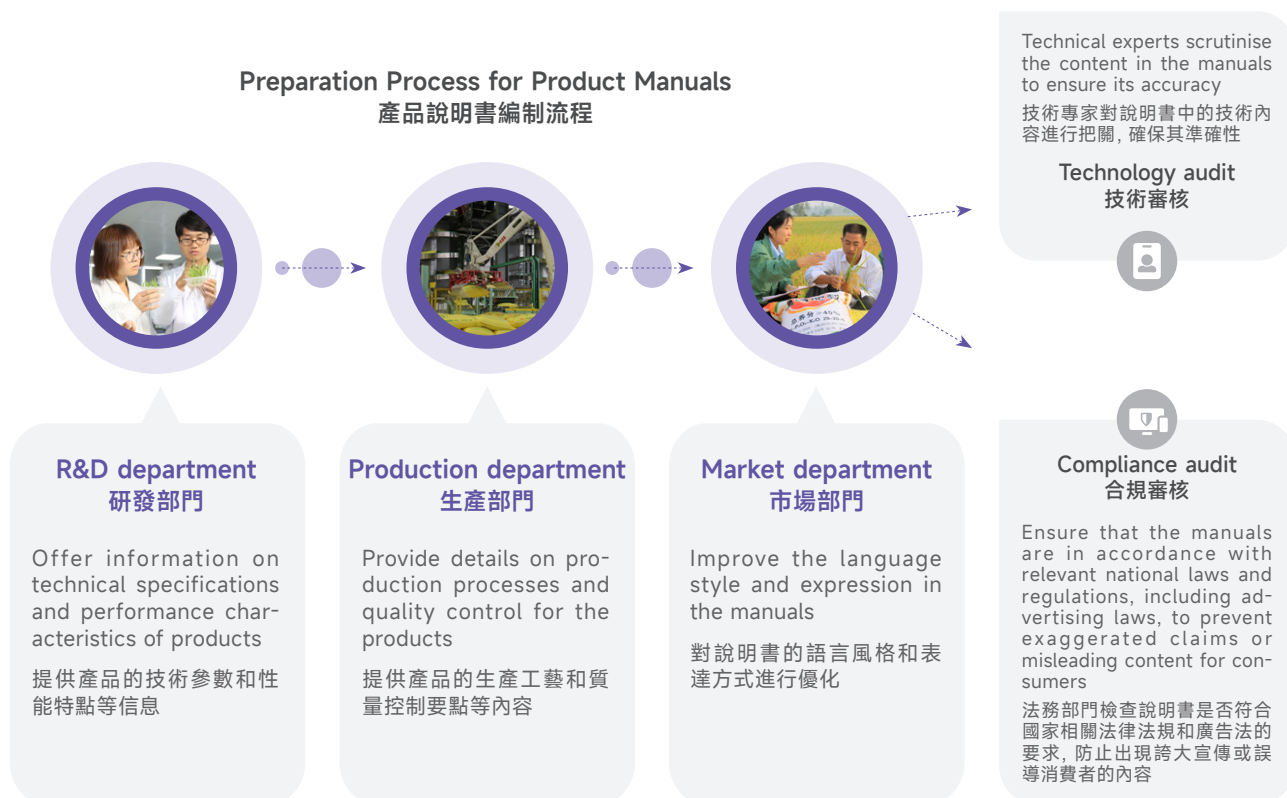 Preparation Process for Product Manuals
產品說明書編制流程
R&D department
研發部門
Offer information on
technical specifications
and performance char-
acteristics of products
提供產品的技術參數和性
能特點等信息
Production department
生產部門
Provide details on pro-
duction processes and
quality control for the
products
提供產品的生產工藝和質
量控制要點等內容
Market department
市場部門
Improve the language
style and expression in
the manuals
對說明書的語言風格和表
達方式進行優化
Technical experts scrutinise
the content in the manuals
to ensure its accuracy
技術專家對說明書中的技術內
容進行把關, 確保其準確性
Technology audit
技術審核
Compliance audit
合規審核
Ensure that the manuals
are in accordance with
relevant national laws and
regulations, including ad-
vertising laws, to prevent
exaggerated claims or
misleading content for con-
sumers
法務部門檢查說明書是否符合
國家相關法律法規和廣告法的
要求, 防止出現誇大宣傳或誤
導消費者的內容